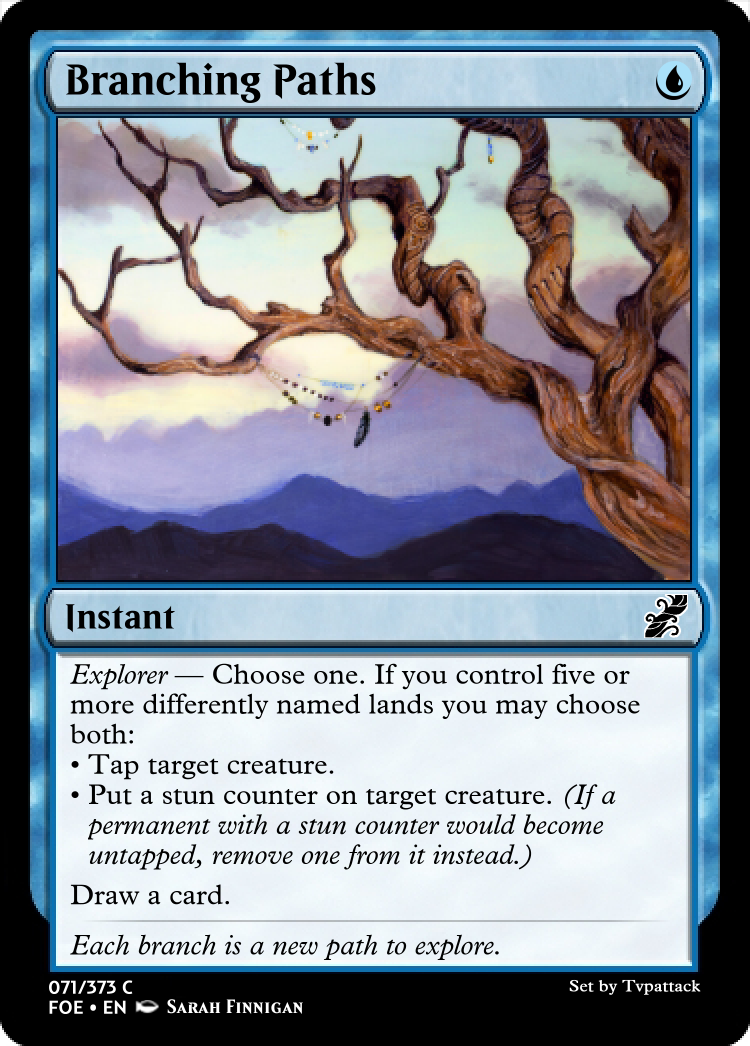 Branching Paths
Instant
Explorer — Choose one. If you control five or
more differently named lands you may choose
both:
• Tap target creature.
• Put a stun counter on target creature. (If a
permanent with a stun counter would become
untapped, remove one from it instead.)
Draw a card.
Each branch is a new path to explore.
071/373 C
Set by Tvpattack
FOE • EN SARAH FINNIGAN